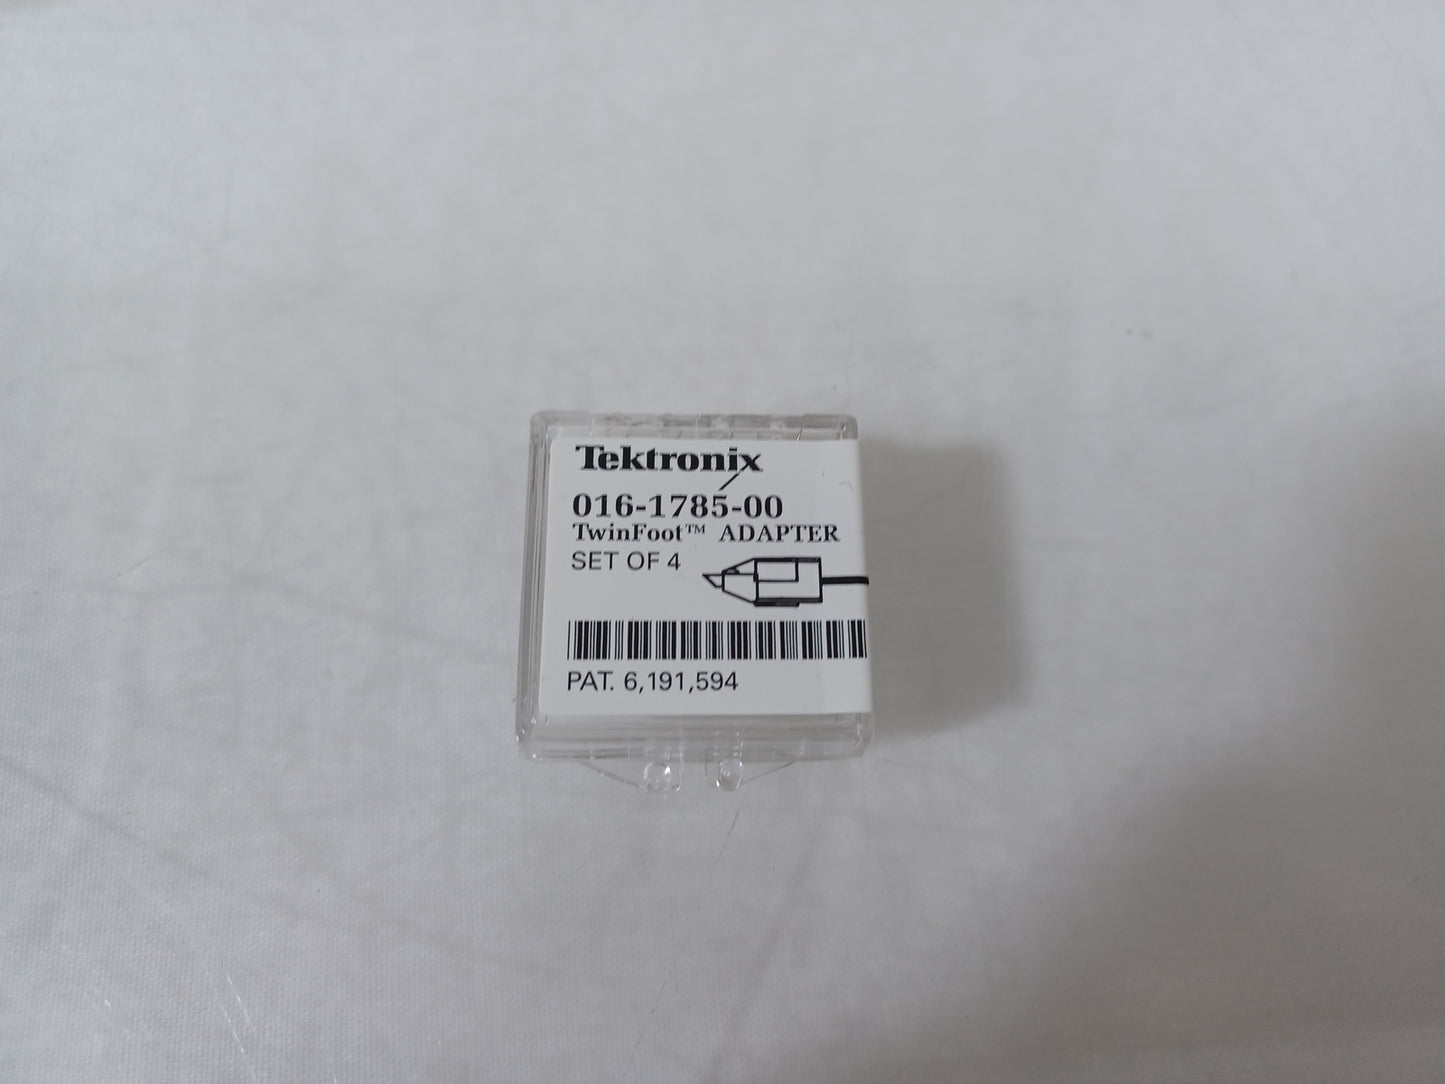 Tektronix
016-1785-00
TwinFoot™ ADAPTER
SET OF 4
PAT. 6,191,594